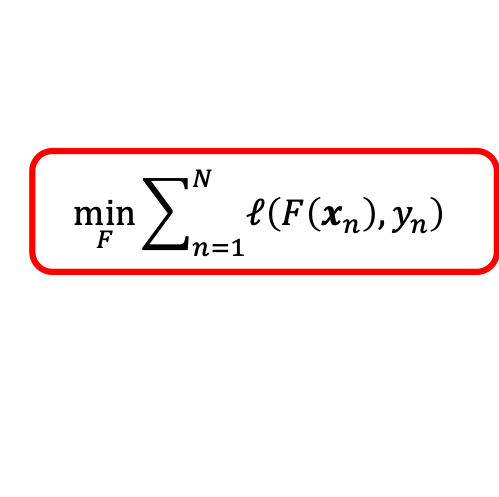 min_F ∑_{n=1}^{N} ℓ(F(𝒙_n), y_n)